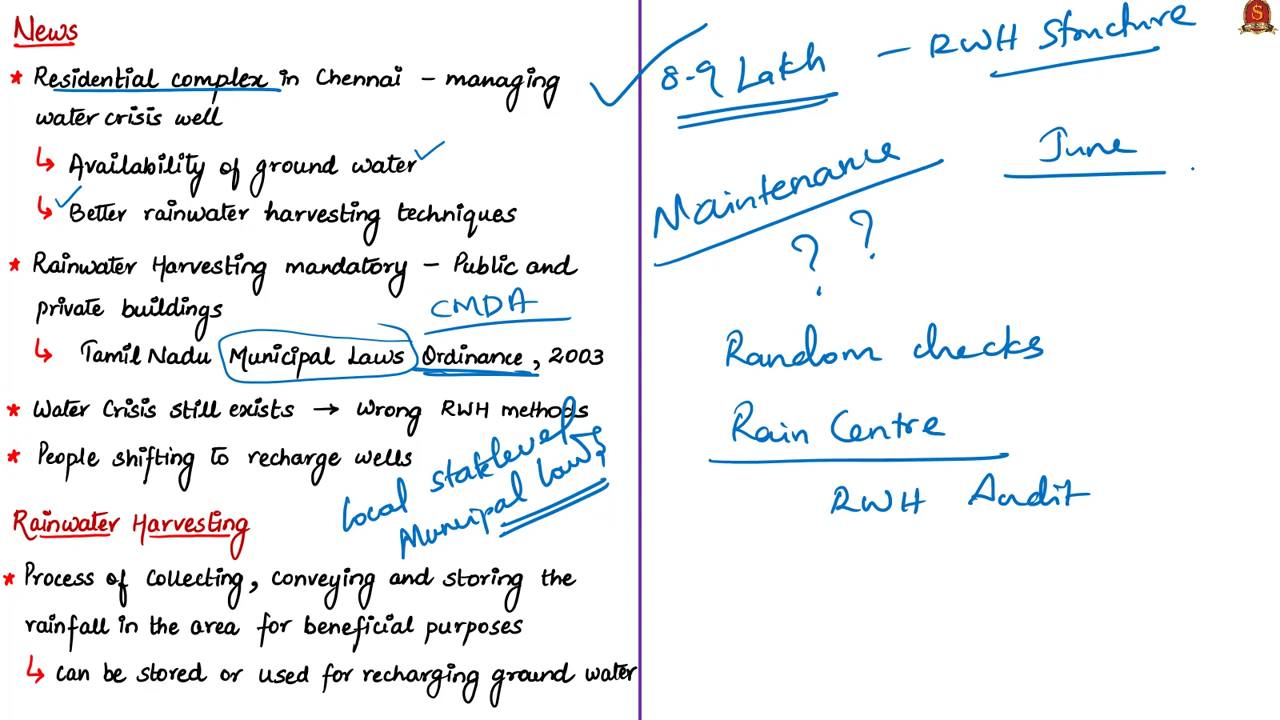 News
* Residential complex in Chennai - managing
water crisis well
↳ Availability of ground water
↳ Better rainwater harvesting techniques
* Rainwater Harvesting mandatory - Public and
private buildings
CMDA
↳ Tamil Nadu Municipal Laws Ordinance, 2003
* Water Crisis still exists → Wrong RWH methods
* People shifting to recharge wells
Local state level
Municipal Laws
Rainwater Harvesting
* Process of collecting, conveying and storing the
rainfall in the area for beneficial purposes
↳ can be stored or used for recharging ground water
8-9 Lakh - RWH Structure
June
Maintenance
? ?
Random checks
Rain Centre
RWH Audit
S